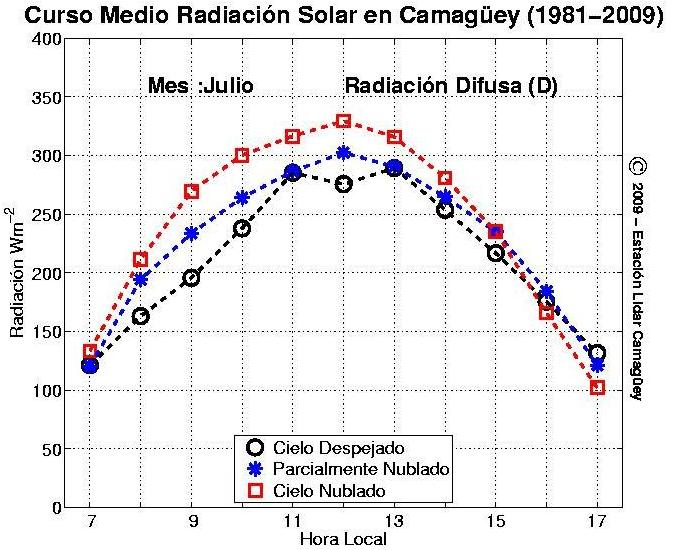 Curso Medio Radiación Solar en Camagüey (1981−2009)
Mes :Julio
Radiación Difusa (D)
400
350
300
250
200
150
100
50
0
Radiación Wm−2
7
9
11
13
15
17
Hora Local
Cielo Despejado
Parcialmente Nublado
Cielo Nublado
© 2009 − Estación Lidar Camagüey